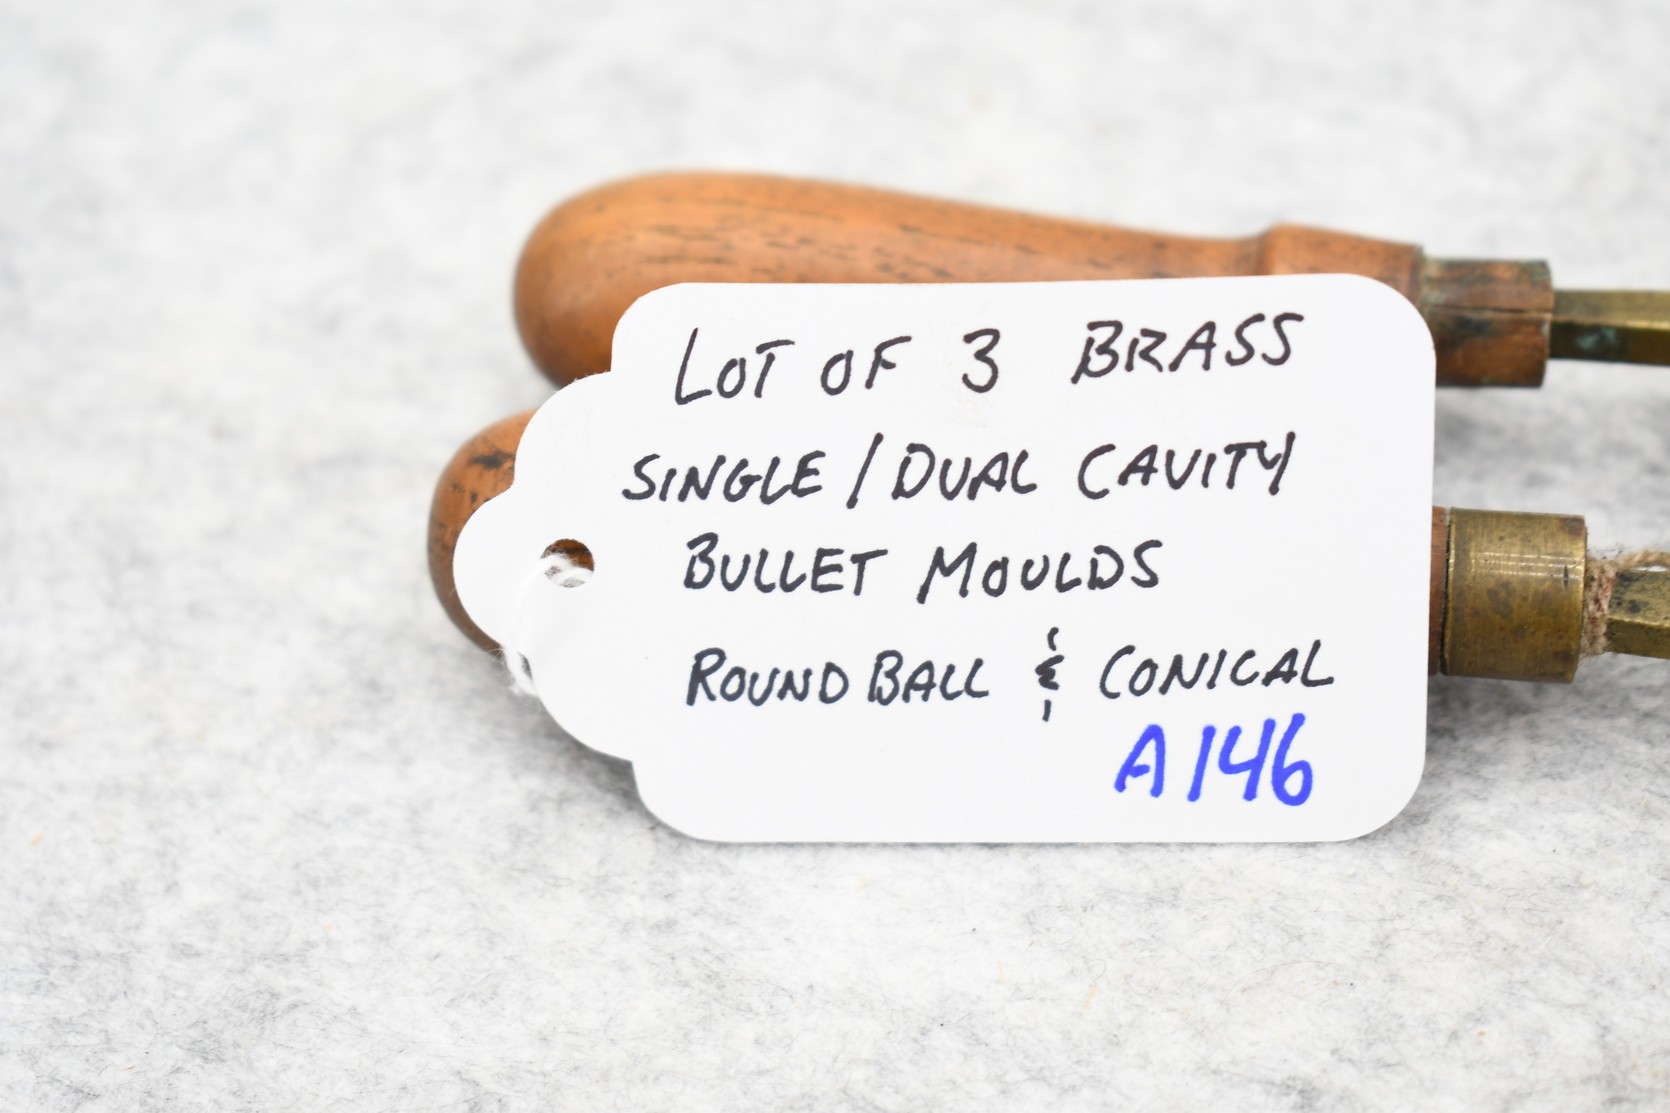 LOT OF 3 BRASS
SINGLE / DUAL CAVITY
BULLET MOULDS
ROUND BALL & CONICAL
A146